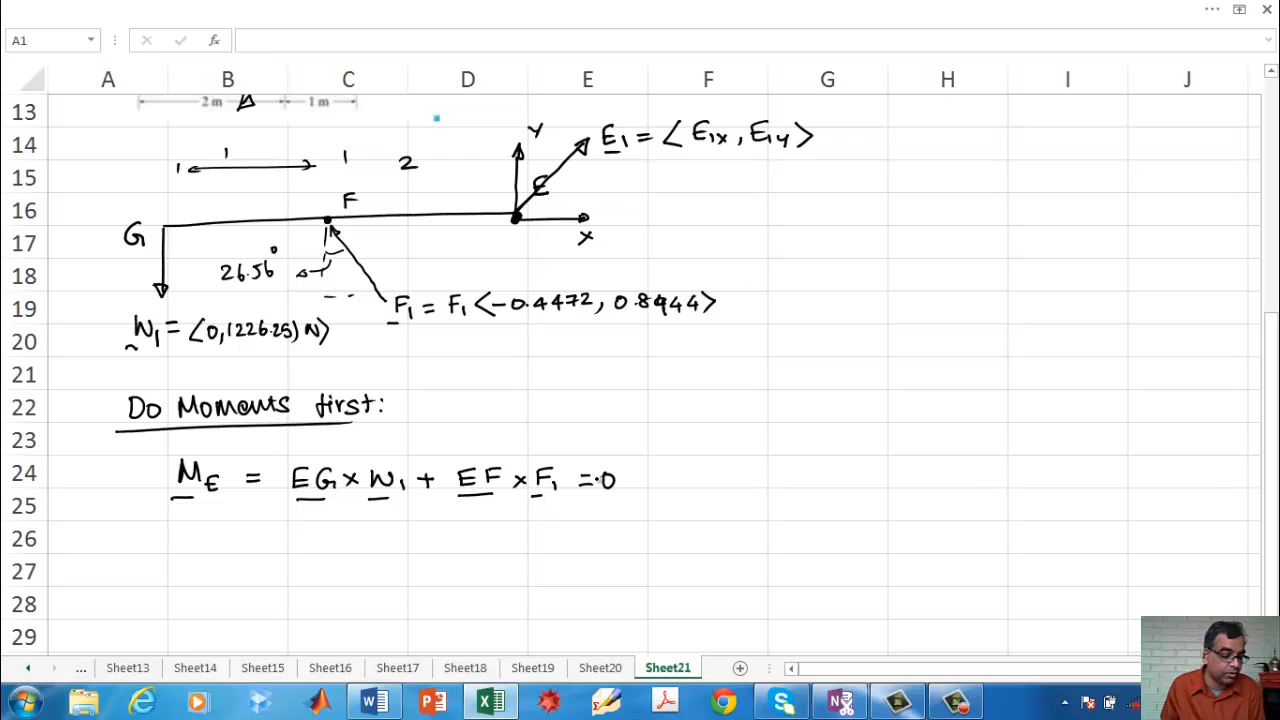 A1
fx
A B C D E F G H I J
13
14
15
16
17
18
19
20
21
22
23
24
25
26
27
28
29
2 m 1 m
1 1 2
Y
E
X
E1 = <E1x, E1y>
F
G
26.56°
F1 = F1 <-0.4472, 0.8944>
W1 = <0, 1226.25) N>
Do Moments first:
ME = EG × W1 + EF × F1 = 0
... Sheet13 Sheet14 Sheet15 Sheet16 Sheet17 Sheet18 Sheet19 Sheet20 Sheet21